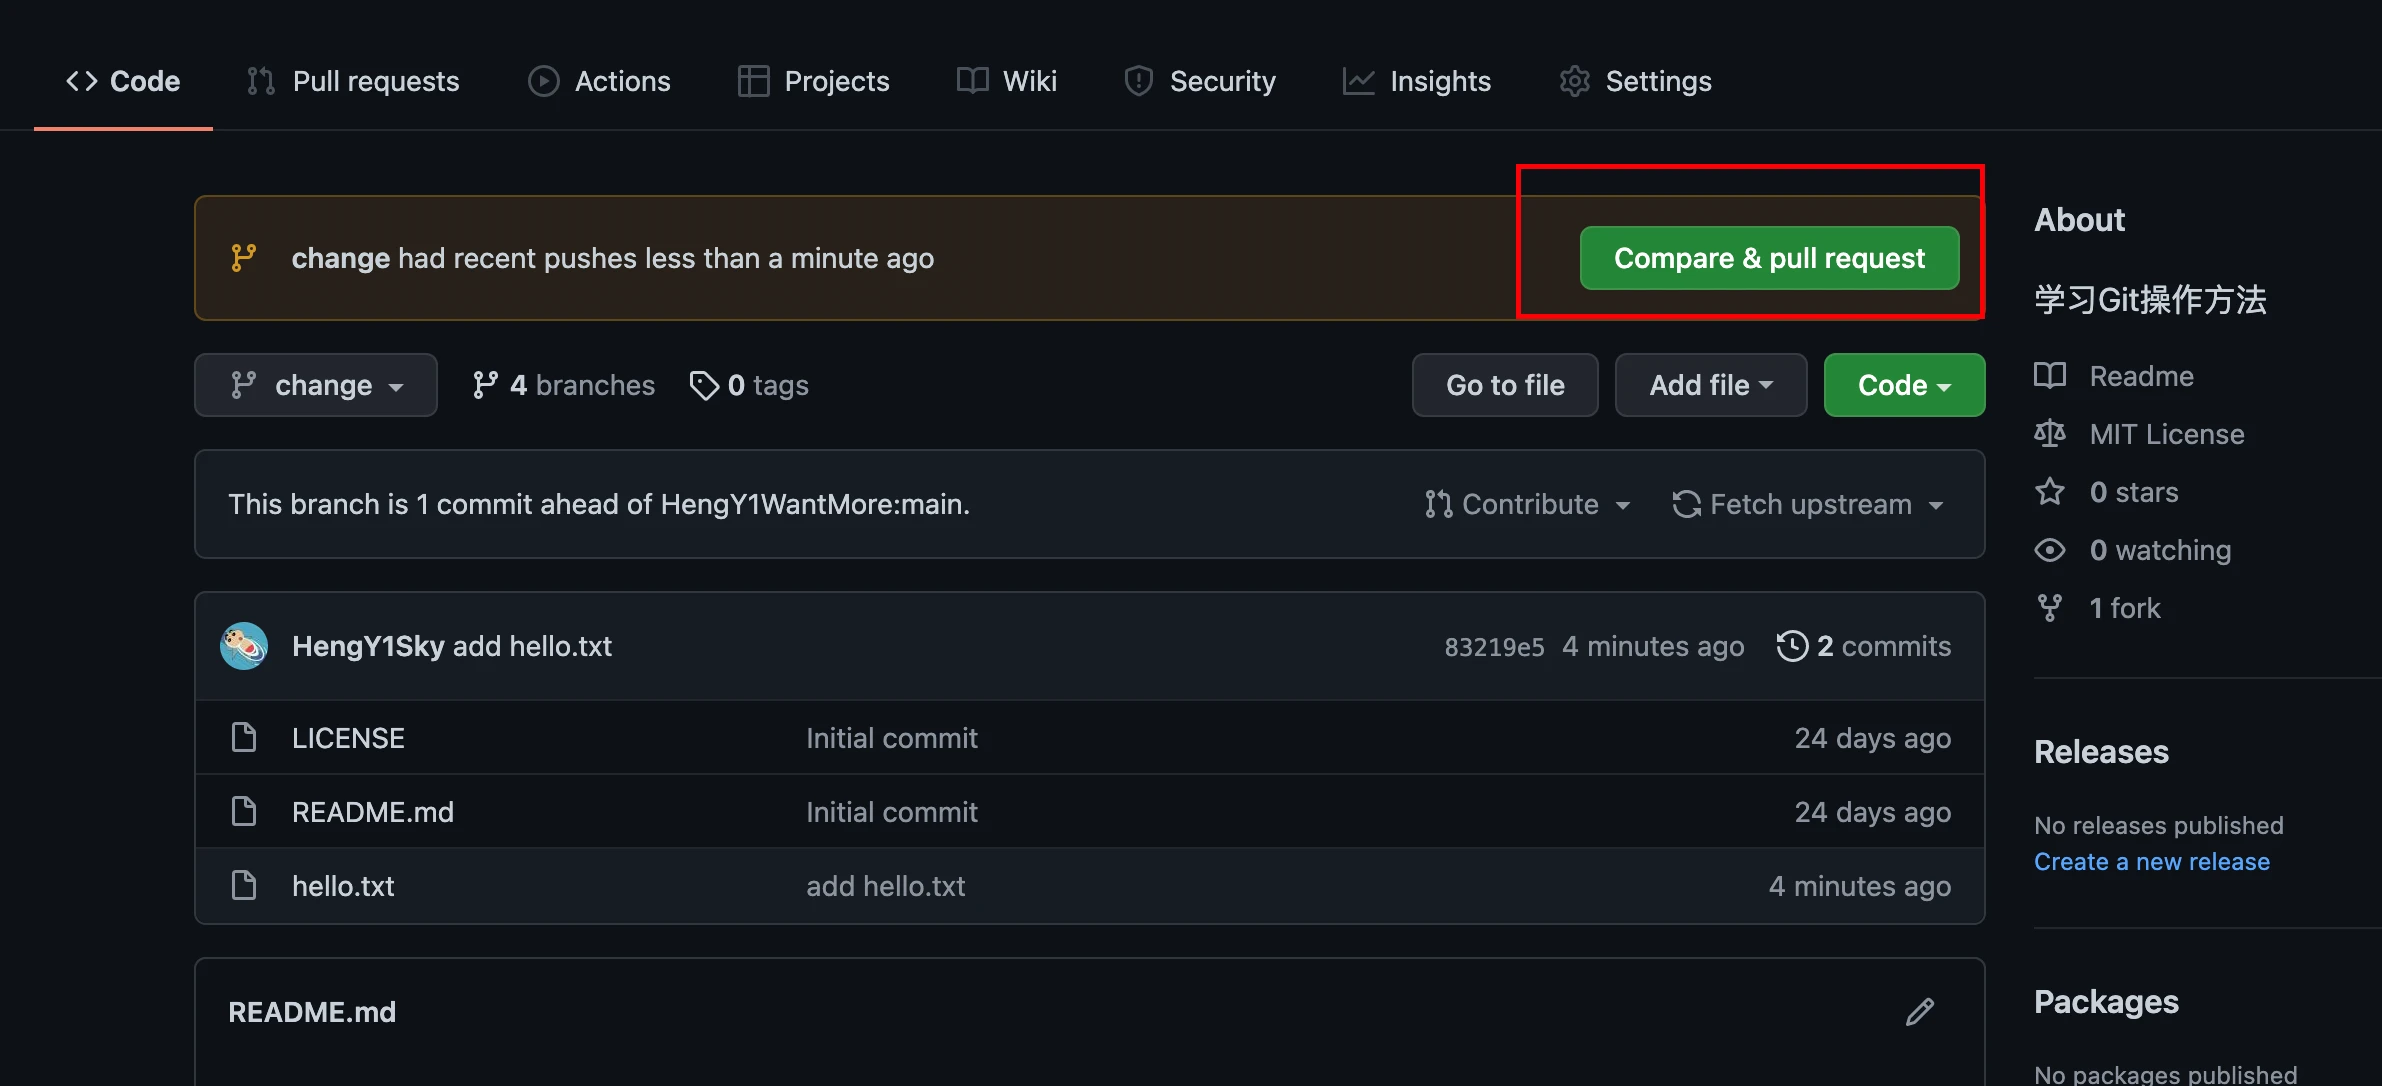 Code Pull requests Actions Projects Wiki Security Insights Settings
change had recent pushes less than a minute ago Compare & pull request
change 4 branches 0 tags Go to file Add file Code
This branch is 1 commit ahead of HengY1WantMore:main. Contribute Fetch upstream
HengY1Sky add hello.txt 83219e5 4 minutes ago 2 commits
LICENSE Initial commit 24 days ago
README.md Initial commit 24 days ago
hello.txt add hello.txt 4 minutes ago
README.md
About
学习Git操作方法
Readme
MIT License
0 stars
0 watching
1 fork
Releases
No releases published
Create a new release
Packages
No packages published